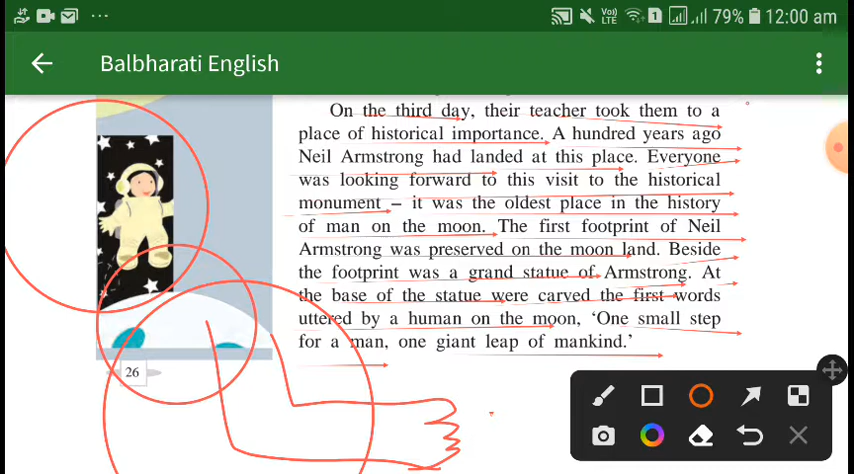 Vo)) LTE 1 79% 12:00 am
Balbharati English
On the third day, their teacher took them to a
place of historical importance. A hundred years ago
Neil Armstrong had landed at this place. Everyone
was looking forward to this visit to the historical
monument – it was the oldest place in the history
of man on the moon. The first footprint of Neil
Armstrong was preserved on the moon land. Beside
the footprint was a grand statue of Armstrong. At
the base of the statue were carved the first words
uttered by a human on the moon, ‘One small step
for a man, one giant leap of mankind.’
26